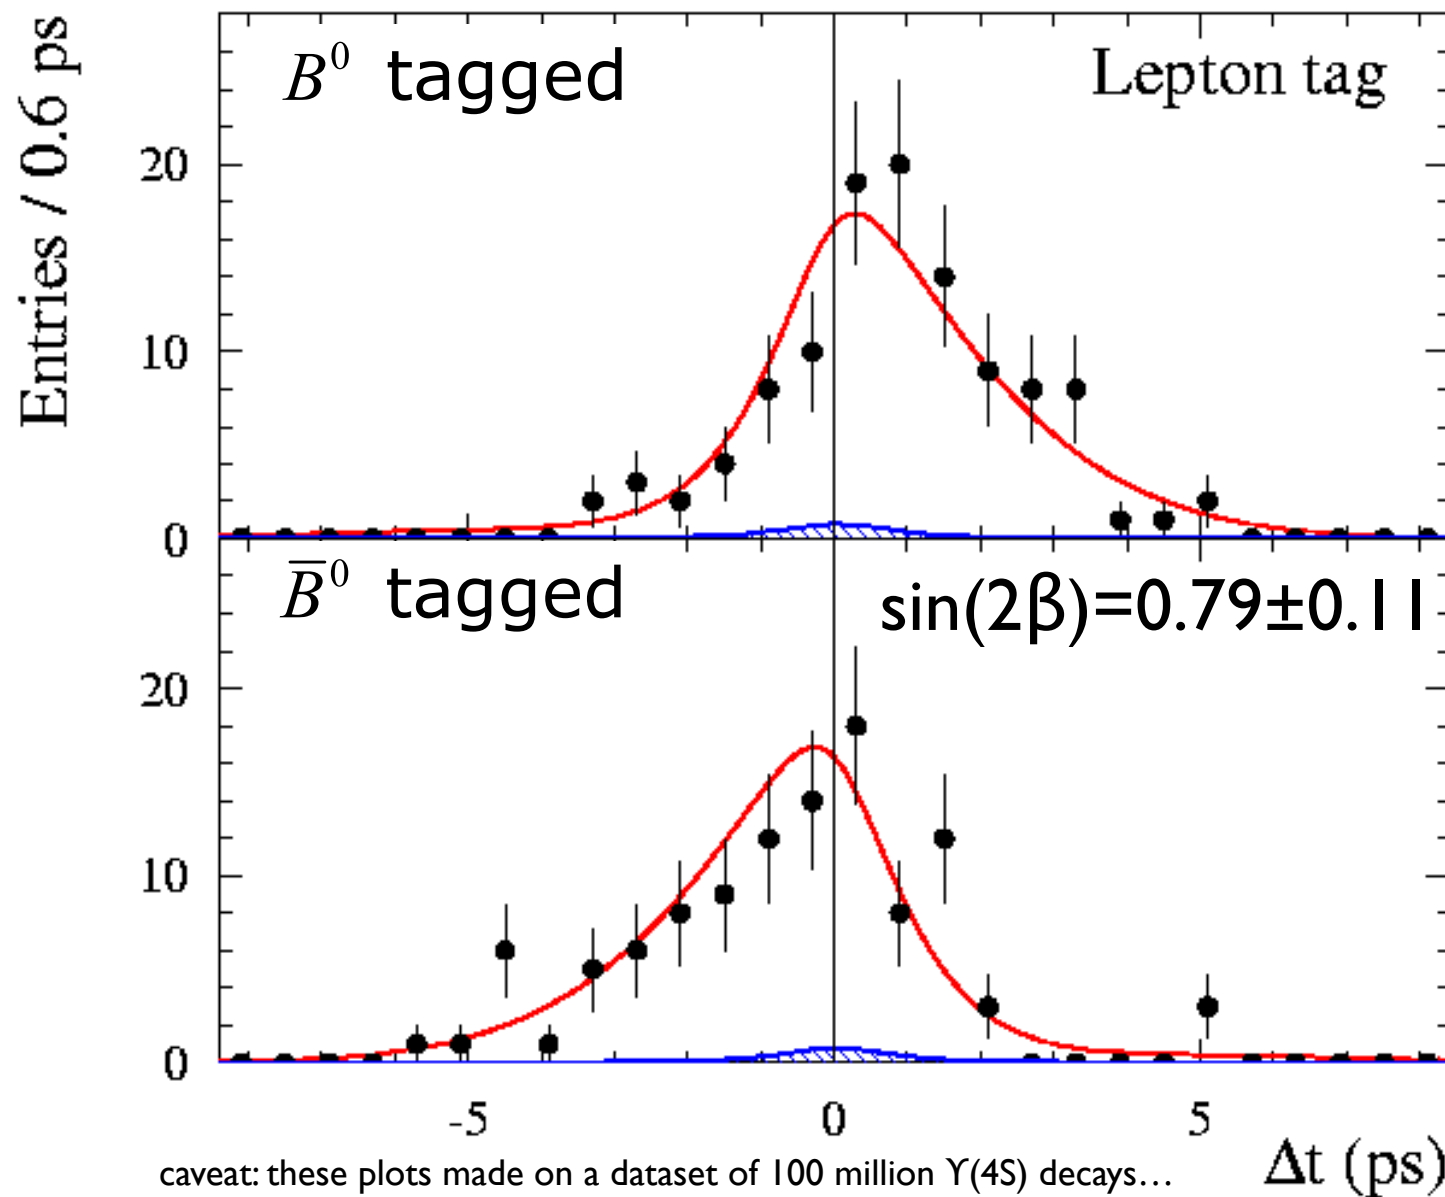 Entries / 0.6 ps
B⁰ tagged
Lepton tag
20
10
0
B̅⁰ tagged
sin(2β)=0.79±0.11
20
10
0
-5 0 5
Δt (ps)
caveat: these plots made on a dataset of 100 million ϒ(4S) decays…